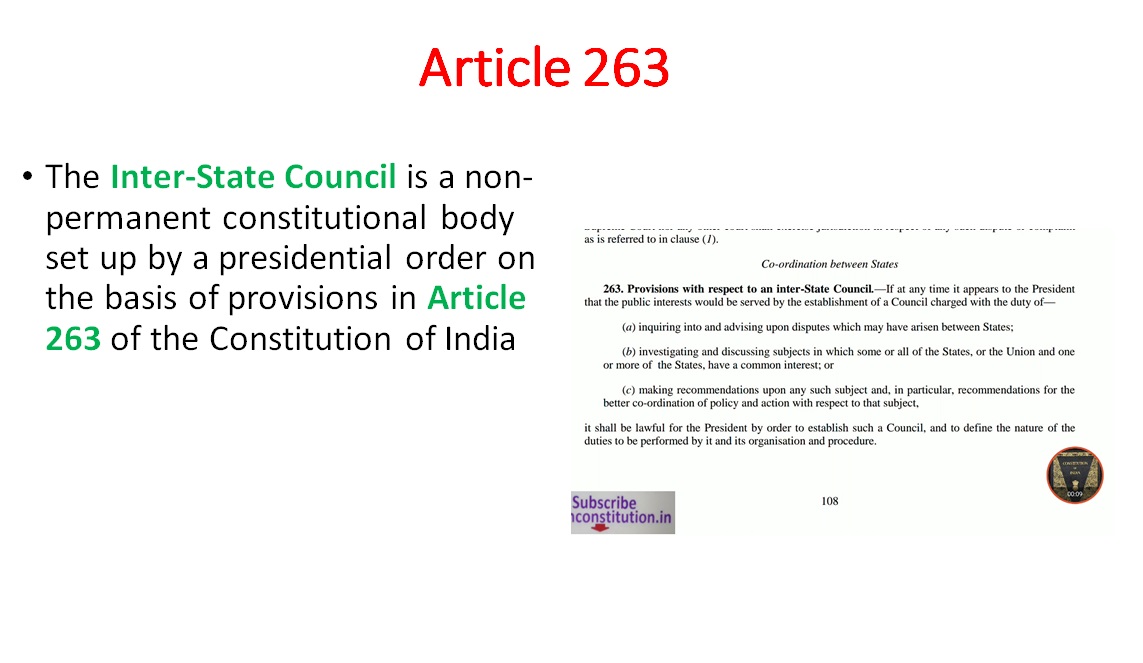 Article 263
• The Inter-State Council is a non-
permanent constitutional body
set up by a presidential order on
the basis of provisions in Article
263 of the Constitution of India
as is referred to in clause (1).
Co-ordination between States
263. Provisions with respect to an inter-State Council.—If at any time it appears to the President
that the public interests would be served by the establishment of a Council charged with the duty of—
(a) inquiring into and advising upon disputes which may have arisen between States;
(b) investigating and discussing subjects in which some or all of the States, or the Union and one
or more of the States, have a common interest; or
(c) making recommendations upon any such subject and, in particular, recommendations for the
better co-ordination of policy and action with respect to that subject,
it shall be lawful for the President by order to establish such a Council, and to define the nature of the
duties to be performed by it and its organisation and procedure.
CONSTITUTION
INDIA
00:09
108
Subscribe
constitution.in